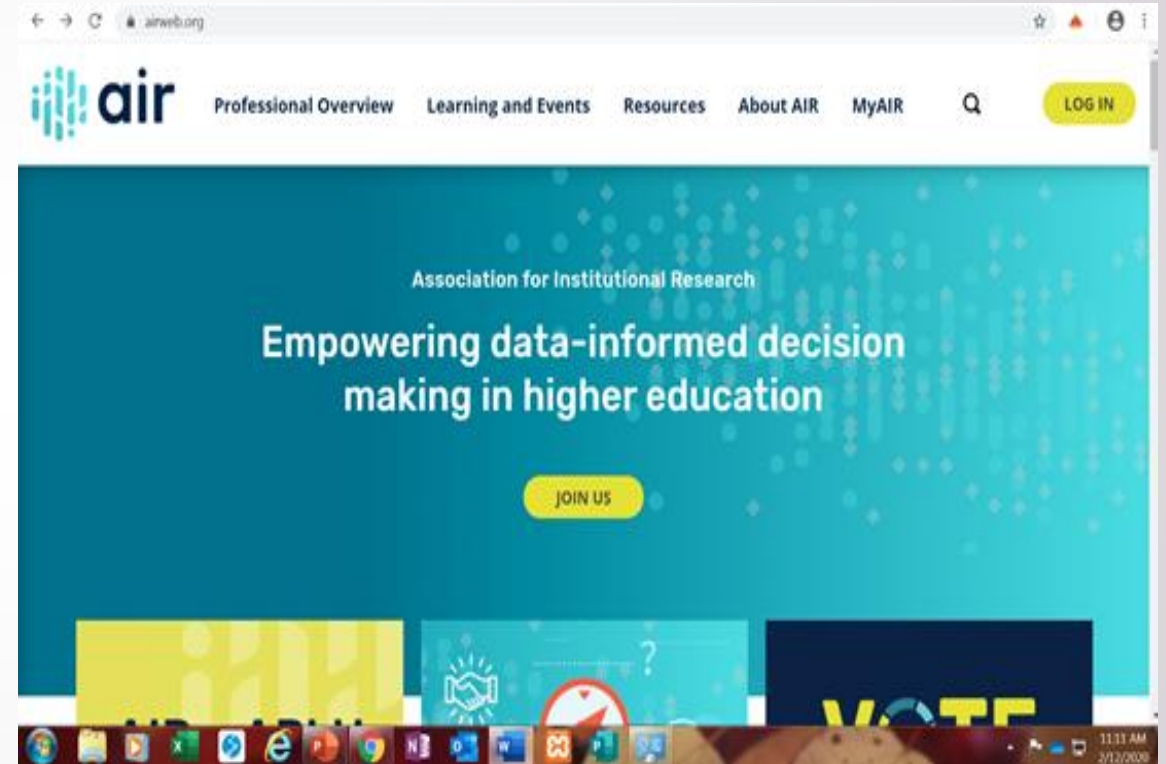 airweb.org
air
Professional Overview Learning and Events Resources About AIR MyAIR LOG IN
Association for Institutional Research
Empowering data-informed decision
making in higher education
JOIN US
?
VOTE
11:11 AM
2/12/2020